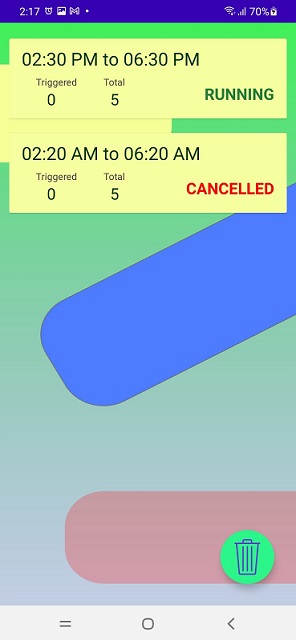 2:17
70%
02:30 PM to 06:30 PM
Triggered Total
0 5
RUNNING
02:20 AM to 06:20 AM
Triggered Total
0 5
CANCELLED